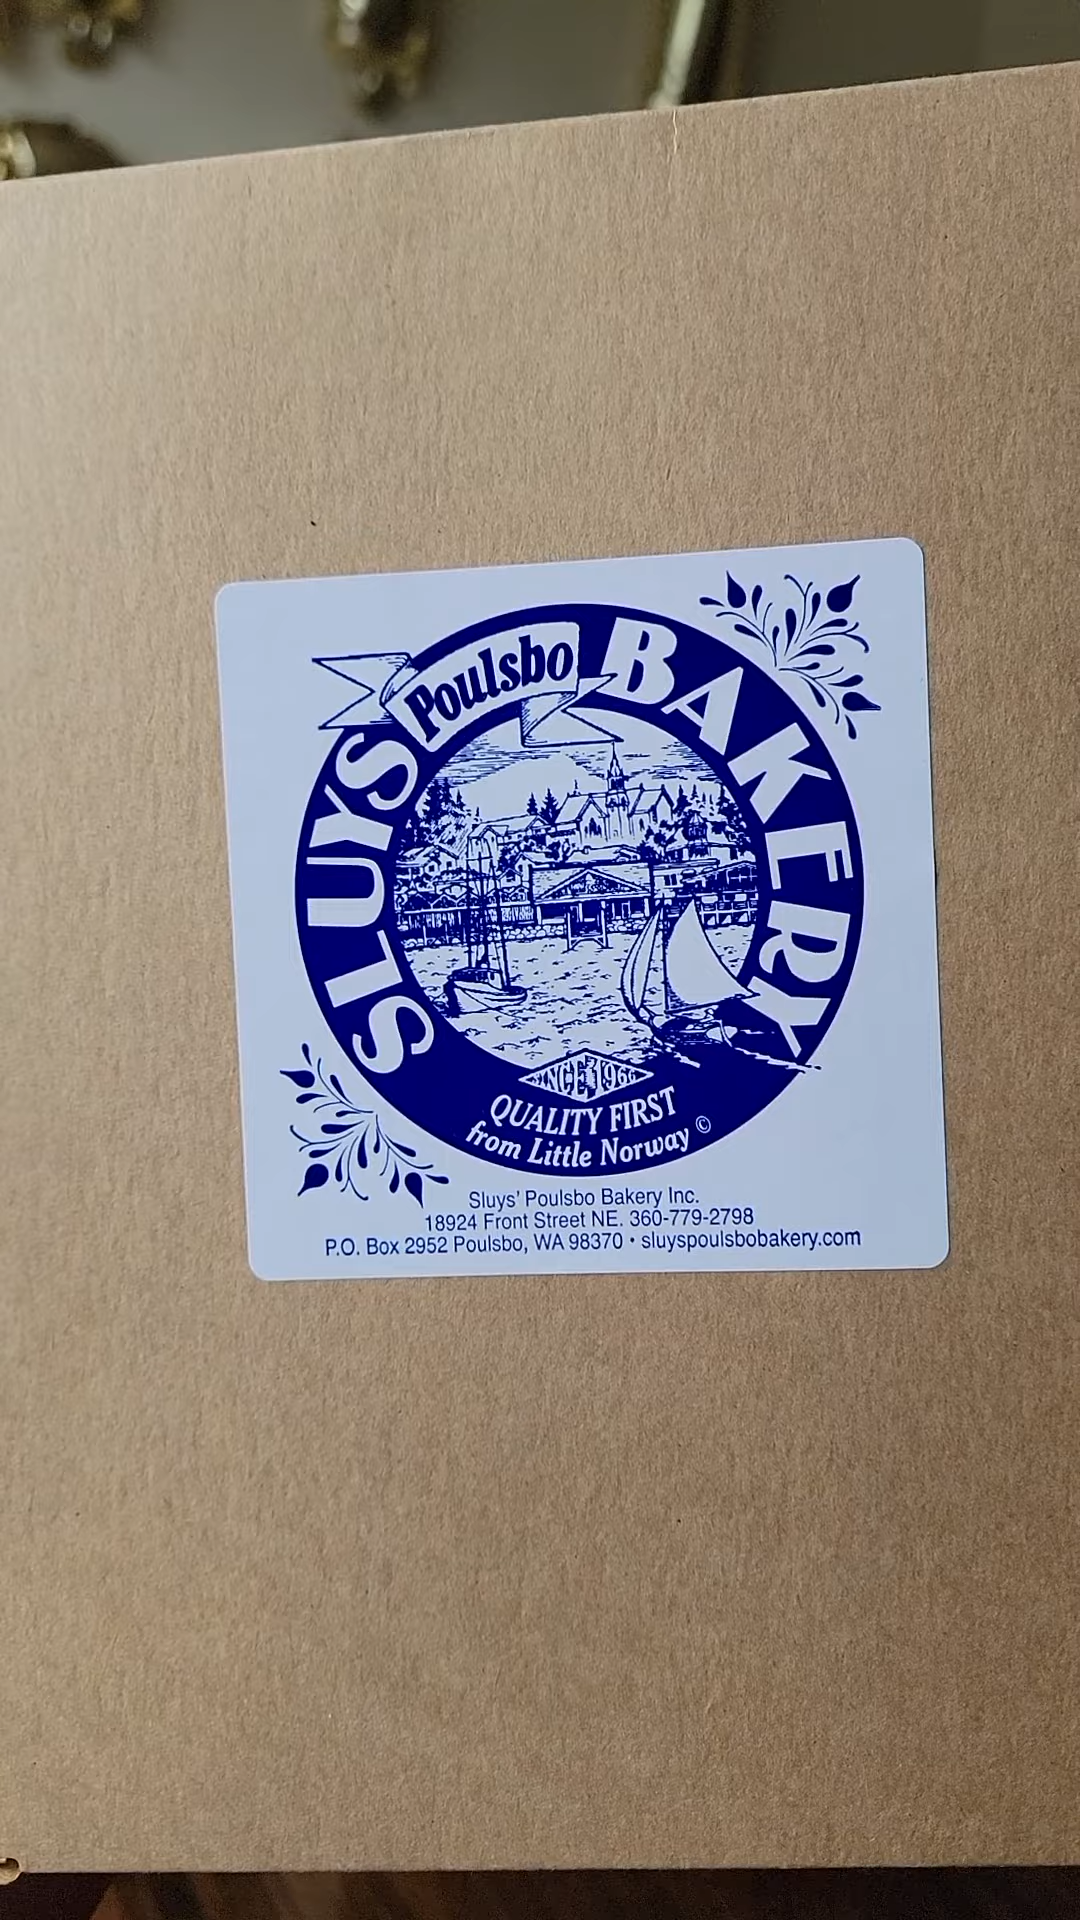 SLUYS Poulsbo BAKERY
SINCE 1966
QUALITY FIRST
from Little Norway ©
Sluys' Poulsbo Bakery Inc.
18924 Front Street NE. 360-779-2798
P.O. Box 2952 Poulsbo, WA 98370 • sluyspoulsbobakery.com